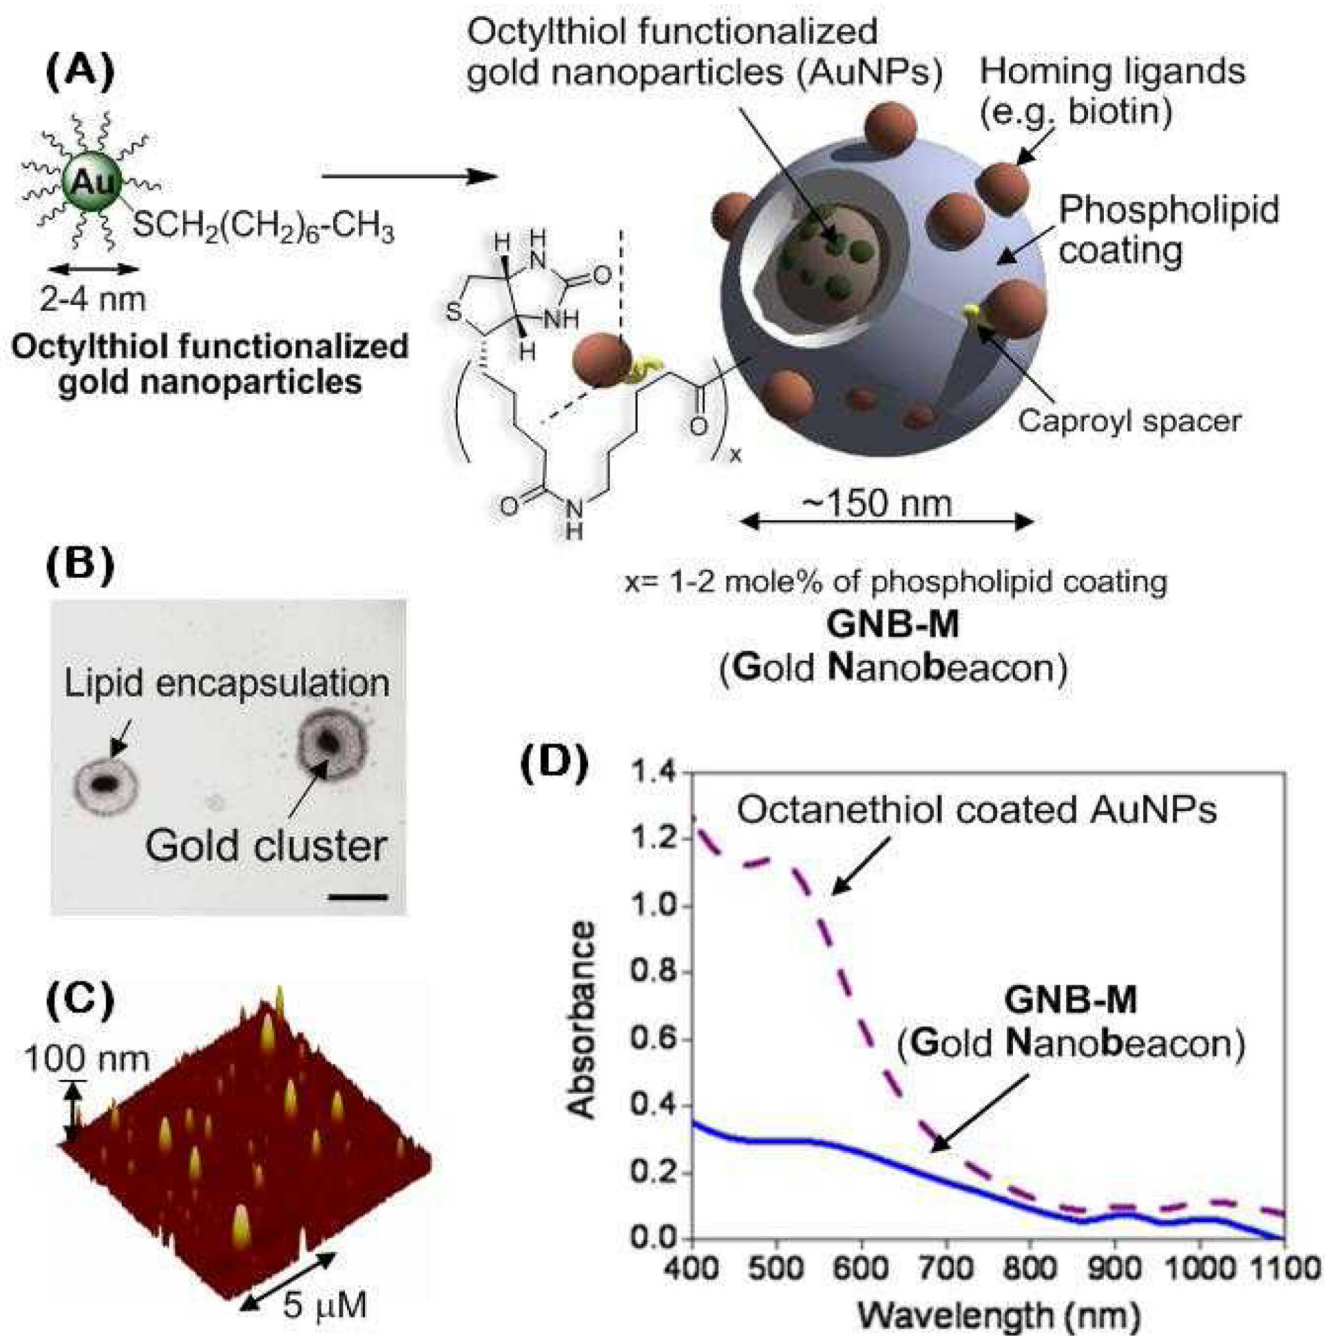 (A)
Octylthiol functionalized
gold nanoparticles (AuNPs)
Homing ligands
(e.g. biotin)
Au
SCH2(CH2)6-CH3
2-4 nm
Octylthiol functionalized
gold nanoparticles
Phospholipid
coating
Caproyl spacer
H
H
N
O
S
NH
H
O
N
H
O
x
~150 nm
x= 1-2 mole% of phospholipid coating
GNB-M
(Gold Nanobeacon)
(B)
Lipid encapsulation
Gold cluster
(C)
100 nm
5 μM
(D)
1.4
1.2
1.0
0.8
0.6
0.4
0.2
0.0
Absorbance
Octanethiol coated AuNPs
GNB-M
(Gold Nanobeacon)
400 500 600 700 800 900 1000 1100
Wavelength (nm)